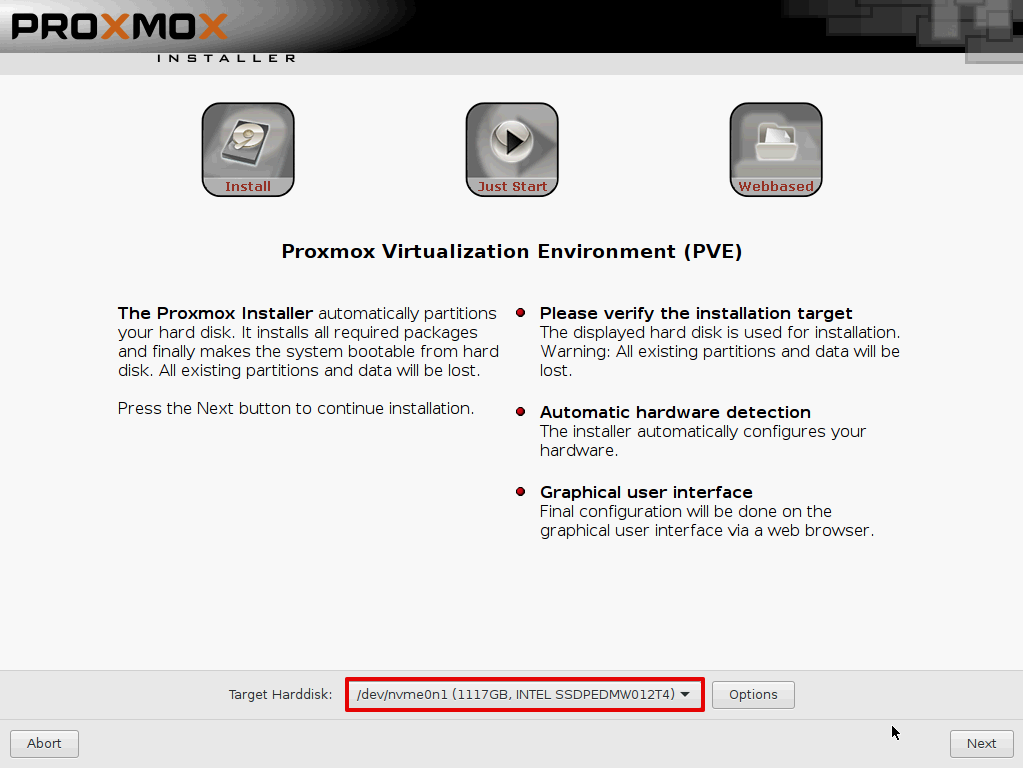 PROXMOX
INSTALLER
Install
Just Start
Webbased
Proxmox Virtualization Environment (PVE)
The Proxmox Installer automatically partitions
your hard disk. It installs all required packages
and finally makes the system bootable from hard
disk. All existing partitions and data will be lost.
Press the Next button to continue installation.
Please verify the installation target
The displayed hard disk is used for installation.
Warning: All existing partitions and data will be
lost.
Automatic hardware detection
The installer automatically configures your
hardware.
Graphical user interface
Final configuration will be done on the
graphical user interface via a web browser.
Target Harddisk: /dev/nvme0n1 (1117GB, INTEL SSDPEDMW012T4) Options
Abort Next